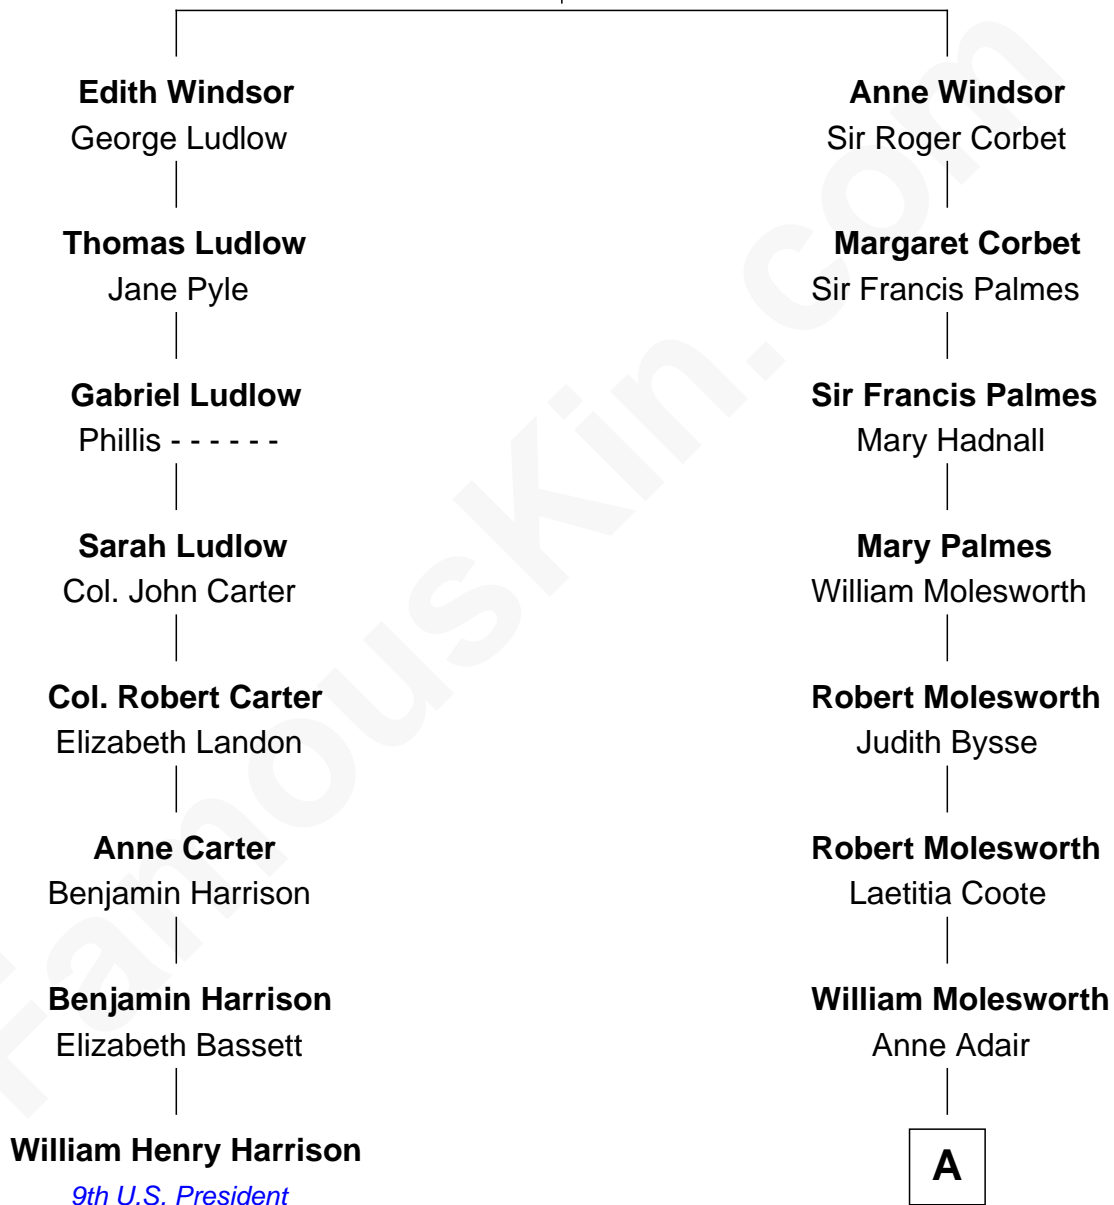 Edith Windsor
George Ludlow
Thomas Ludlow
Jane Pyle
Gabriel Ludlow
Phillis - - - - - -
Sarah Ludlow
Col. John Carter
Col. Robert Carter
Elizabeth Landon
Anne Carter
Benjamin Harrison
Benjamin Harrison
Elizabeth Bassett
William Henry Harrison
9th U.S. President
Anne Windsor
Sir Roger Corbet
Margaret Corbet
Sir Francis Palmes
Sir Francis Palmes
Mary Hadnall
Mary Palmes
William Molesworth
Robert Molesworth
Judith Bysse
Robert Molesworth
Laetitia Coote
William Molesworth
Anne Adair
A
FamousKin.com